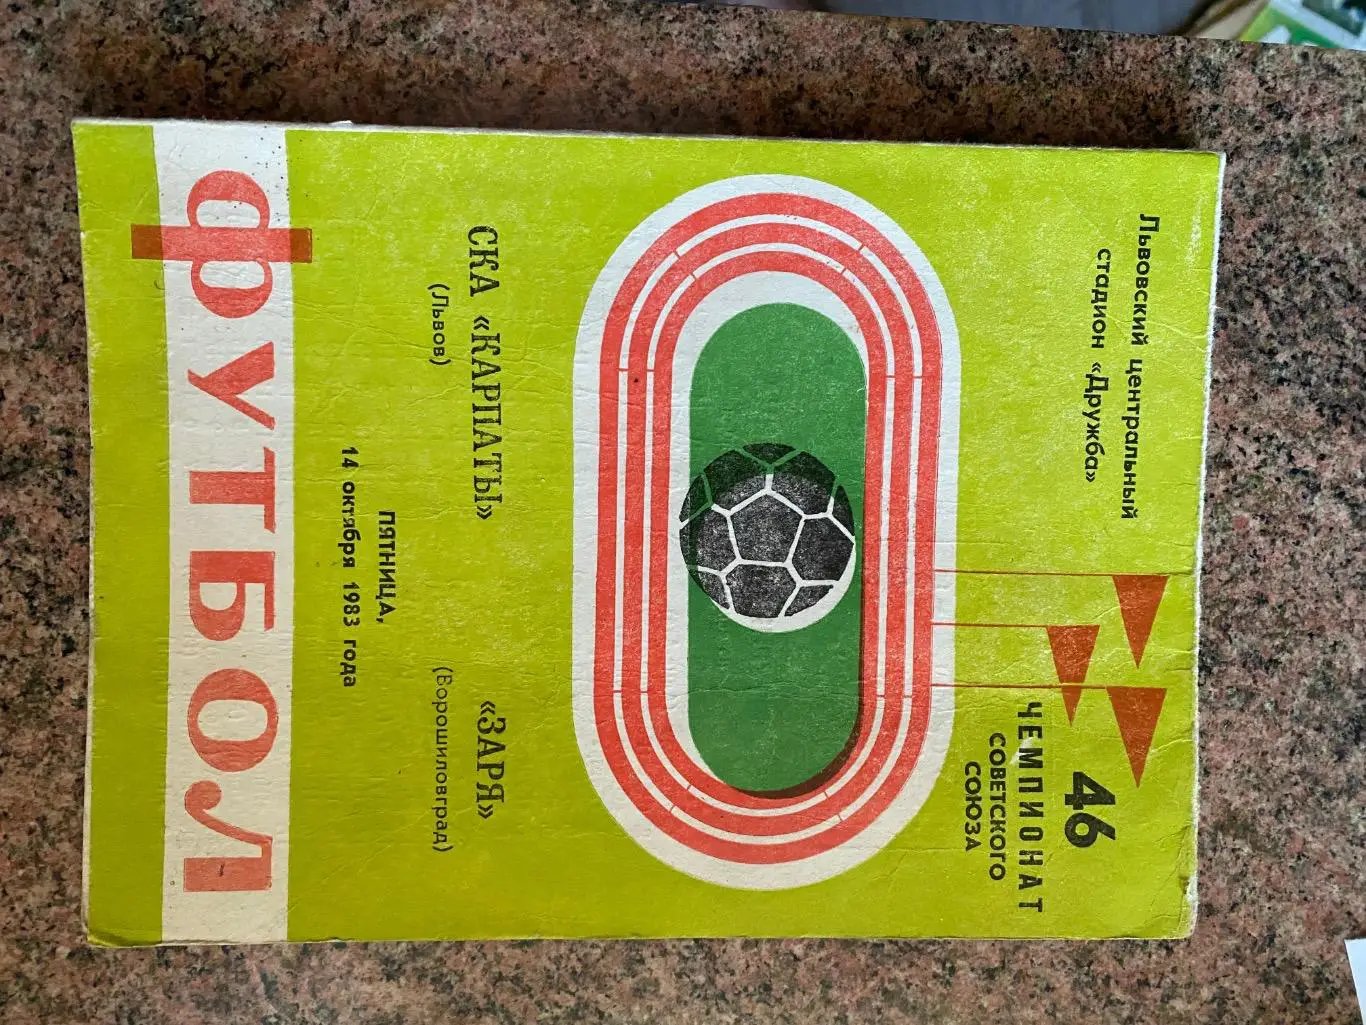 Львовский центральный
стадион «Дружба»
46
ЧЕМПИОНАТ
СОВЕТСКОГО
СОЮЗА
СКА «КАРПАТЫ»
(Львов)
«ЗАРЯ»
(Ворошиловград)
ПЯТНИЦА,
14 октября 1983 года
ФУТБОЛ